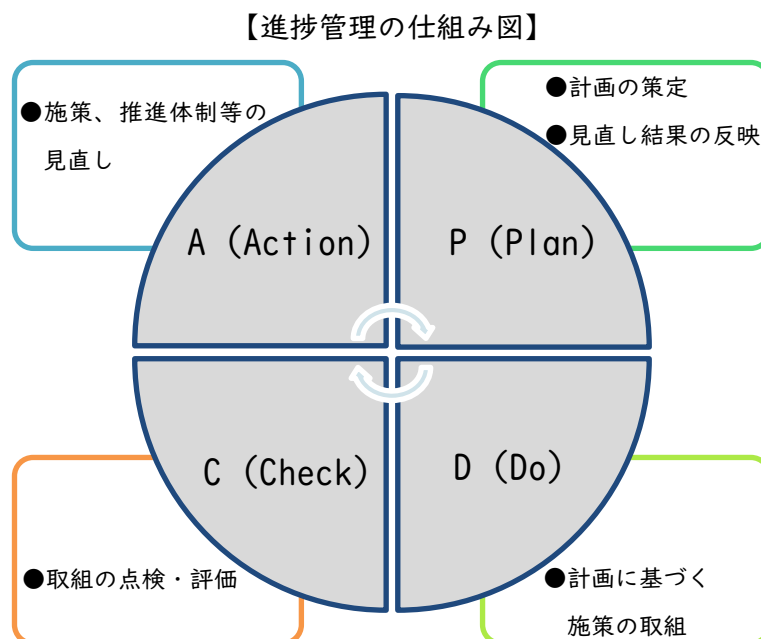 【進捗管理の仕組み図】
●施策、推進体制等の
見直し
●計画の策定
●見直し結果の反映
A (Action)
P (Plan)
C (Check)
D (Do)
●取組の点検・評価
●計画に基づく
施策の取組